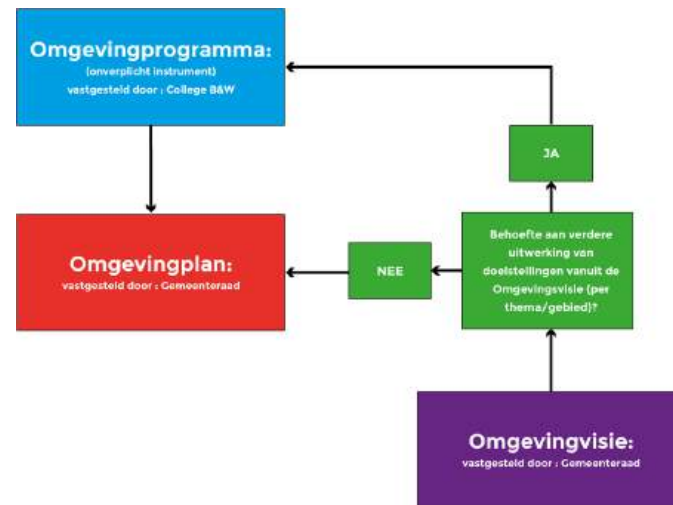 Omgevingprogramma:
(onverplicht instrument)
vastgesteld door : College B&W
JA
Behoefte aan verdere
uitwerking van
doelstellingen vanuit de
Omgevingsvisie (per
thema/gebied)?
NEE
Omgevingplan:
vastgesteld door : Gemeenteraad
Omgevingvisie:
vastgesteld door : Gemeenteraad